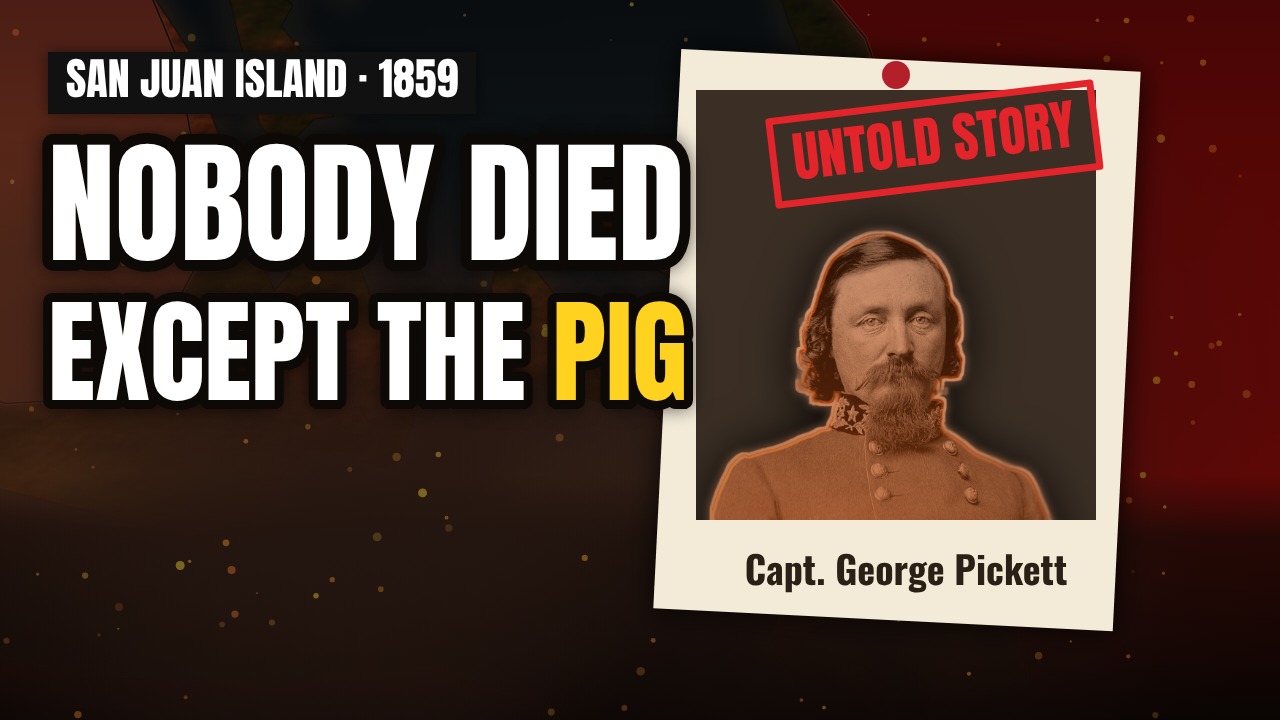 SAN JUAN ISLAND · 1859
NOBODY DIED
EXCEPT THE PIG
UNTOLD STORY
Capt. George Pickett